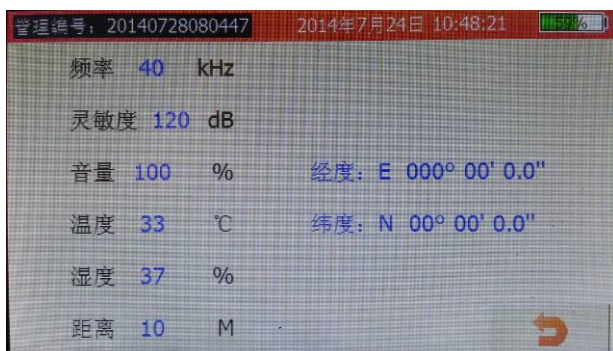 管理编号：20140728080447 2014年7月24日 10:48:21 59%
频率 40 kHz
灵敏度 120 dB
音量 100 % 经度：E 000° 00' 0.0"
温度 33 ℃ 纬度：N 00° 00' 0.0"
湿度 37 %
距离 10 M